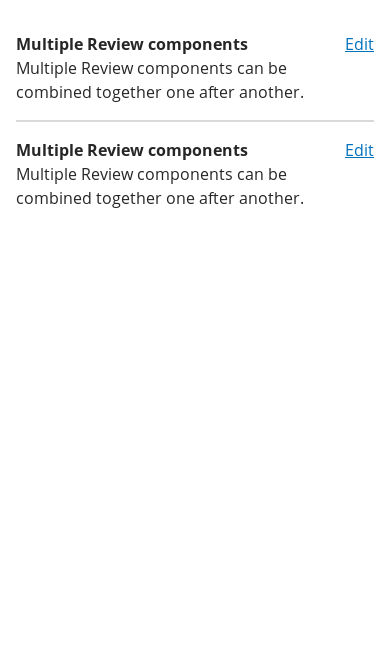 Multiple Review components Edit
Multiple Review components can be
combined together one after another.
Multiple Review components Edit
Multiple Review components can be
combined together one after another.